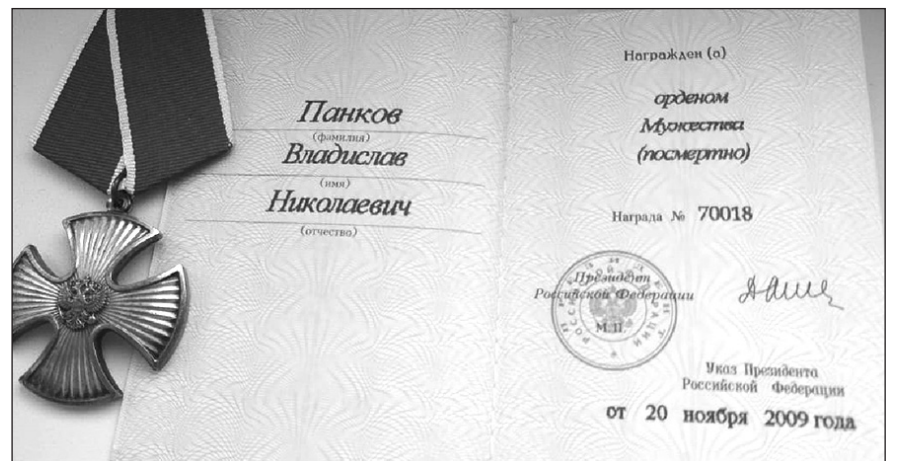 Панков
(фамилия)
Владислав
(имя)
Николаевич
(отчество)
Награжден (а)
орденом
Мужества
(посмертно)
Награда № 70018
Президент
Российской Федерации
М.П.
Указ Президента
Российской Федерации
от 20 ноября 2009 года